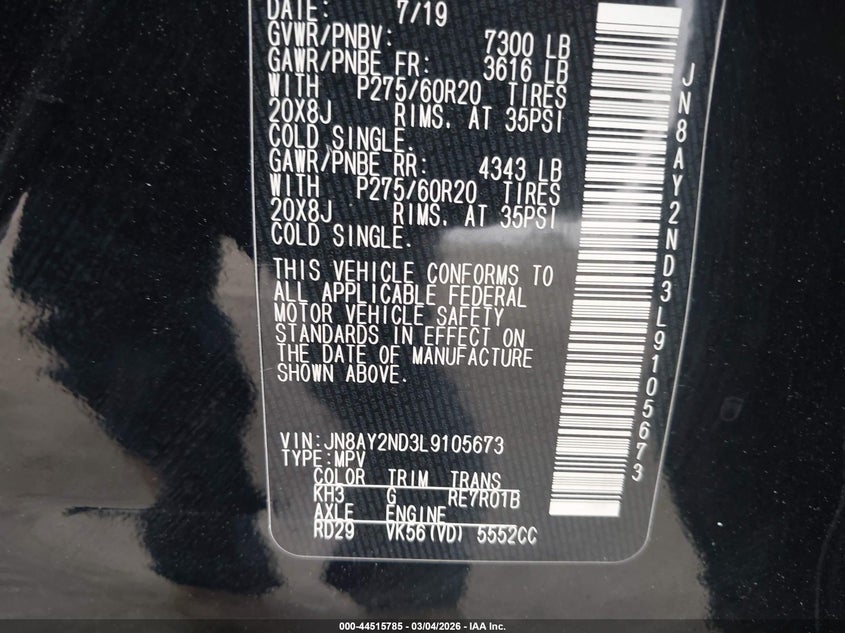 DATE: 7/19
GVWR/PNBV: 7300 LB
GAWR/PNBE FR: 3616 LB
WITH P275/60R20 TIRES
20X8J RIMS. AT 35PSI
COLD SINGLE.
GAWR/PNBE RR: 4343 LB
WITH P275/60R20 TIRES
20X8J RIMS. AT 35PSI
COLD SINGLE.
THIS VEHICLE CONFORMS TO
ALL APPLICABLE FEDERAL
MOTOR VEHICLE SAFETY
STANDARDS IN EFFECT ON
THE DATE OF MANUFACTURE
SHOWN ABOVE.
VIN:JN8AY2ND3L9105673
TYPE:MPV
COLOR TRIM TRANS
KH3 G RE7R01B
AXLE ENGINE
RD29 VK56(VD) 5552CC
JN8AY2ND3L9105673
000-44515785 - 03/04/2026 - IAA Inc.